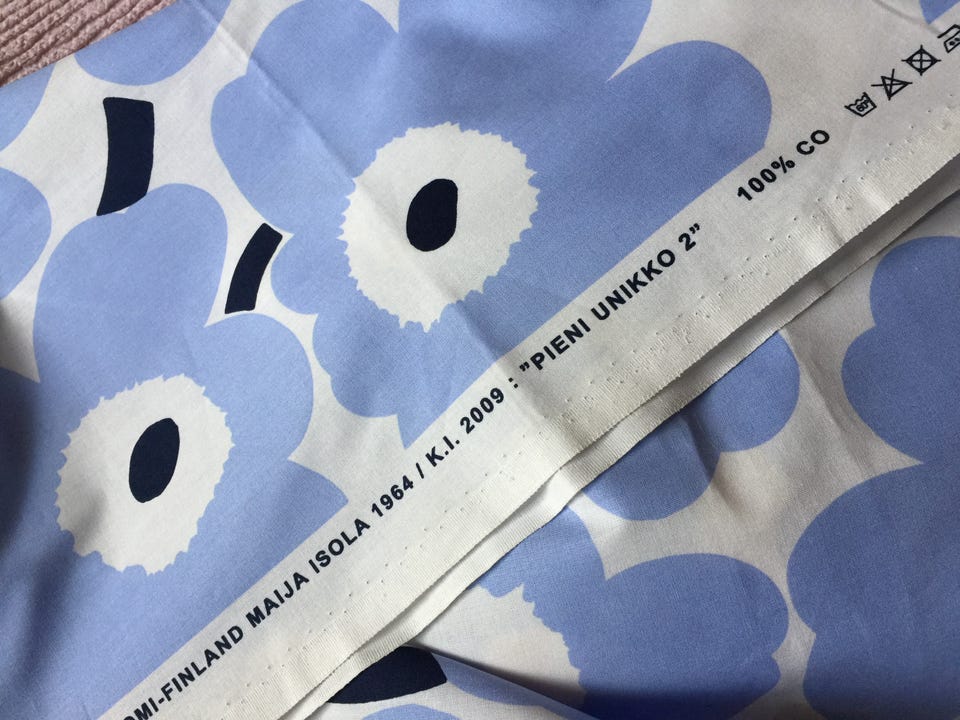 OMI-FINLAND MAIJA ISOLA 1964 / K.I. 2009 : ”PIENI UNIKKO 2” 100% CO